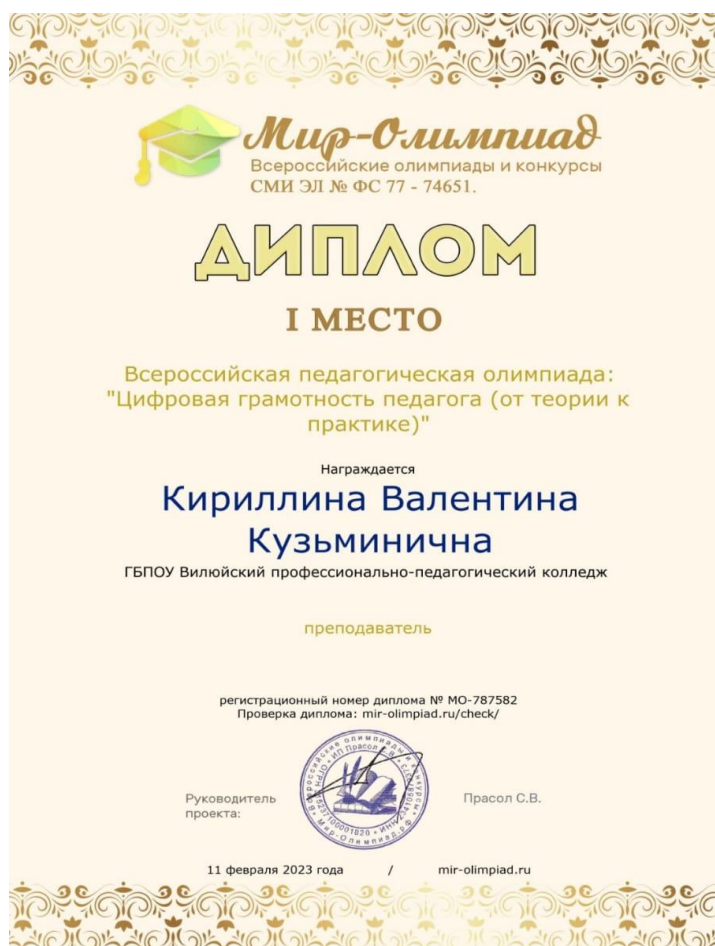 Мир-Олимпиад
Всероссийские олимпиады и конкурсы
СМИ ЭЛ № ФС 77 - 74651.
ДИПЛОМ
I МЕСТО
Всероссийская педагогическая олимпиада:
"Цифровая грамотность педагога (от теории к
практике)"
Награждается
Кириллина Валентина
Кузьминична
ГБПОУ Вилюйский профессионально-педагогический колледж
преподаватель
регистрационный номер диплома № МО-787582
Проверка диплома: mir-olimpiad.ru/check/
Руководитель
проекта:
Прасол С.В.
11 февраля 2023 года / mir-olimpiad.ru